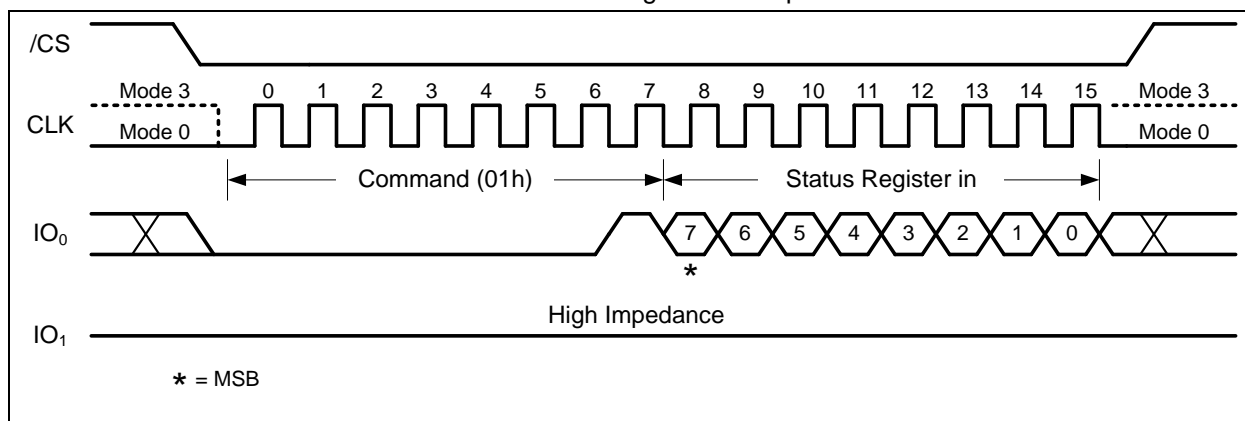 /CS
Mode 3 0 1 2 3 4 5 6 7 8 9 10 11 12 13 14 15 Mode 3
CLK
Mode 0 Mode 0
Command (01h) Status Register in
IO₀ 7 6 5 4 3 2 1 0
*
High Impedance
IO₁
* = MSB